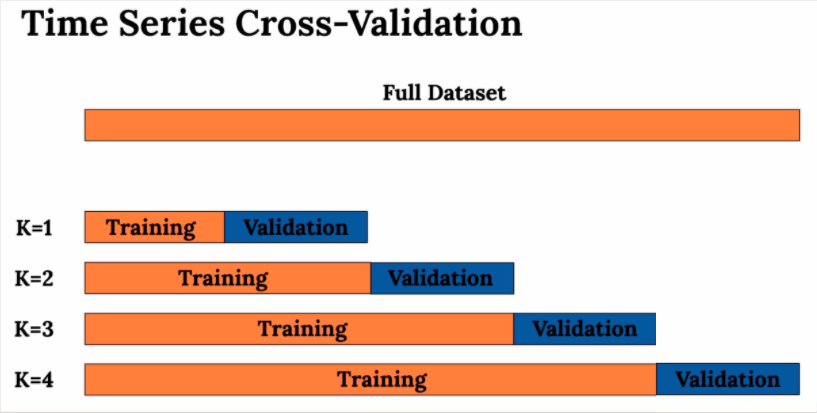 Time Series Cross-Validation
Full Dataset
K=1 Training Validation
K=2 Training Validation
K=3 Training Validation
K=4 Training Validation